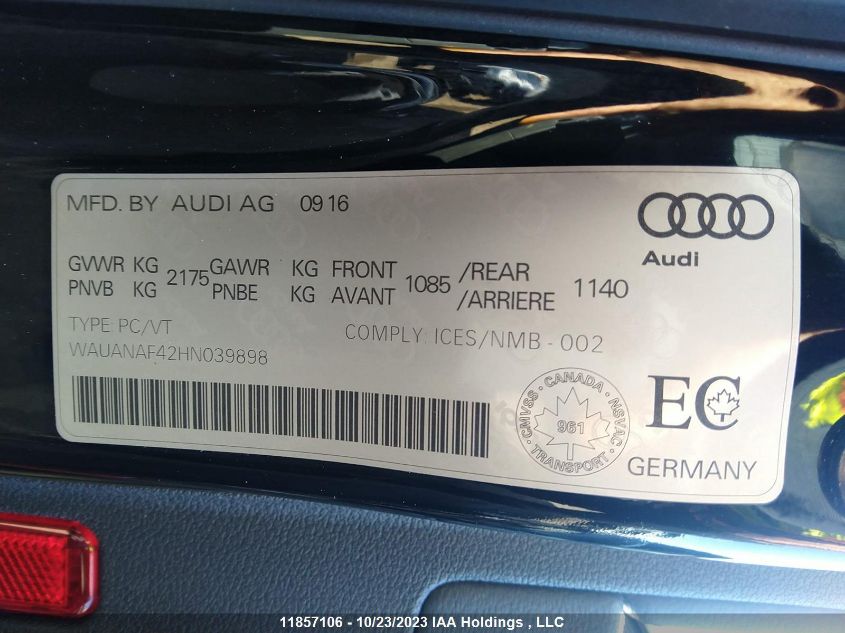 MFD. BY AUDI AG 0916
Audi
GVWR KG 2175 GAWR KG FRONT 1085 /REAR 1140
PNVB KG PNBE KG AVANT /ARRIERE
TYPE: PC/VT COMPLY: ICES/NMB - 002
WAUANAF42HN039898
CANADA
CMVSS NSVAC
961
TRANSPORT
EC
GERMANY
11857106 - 10/23/2023 IAA Holdings , LLC